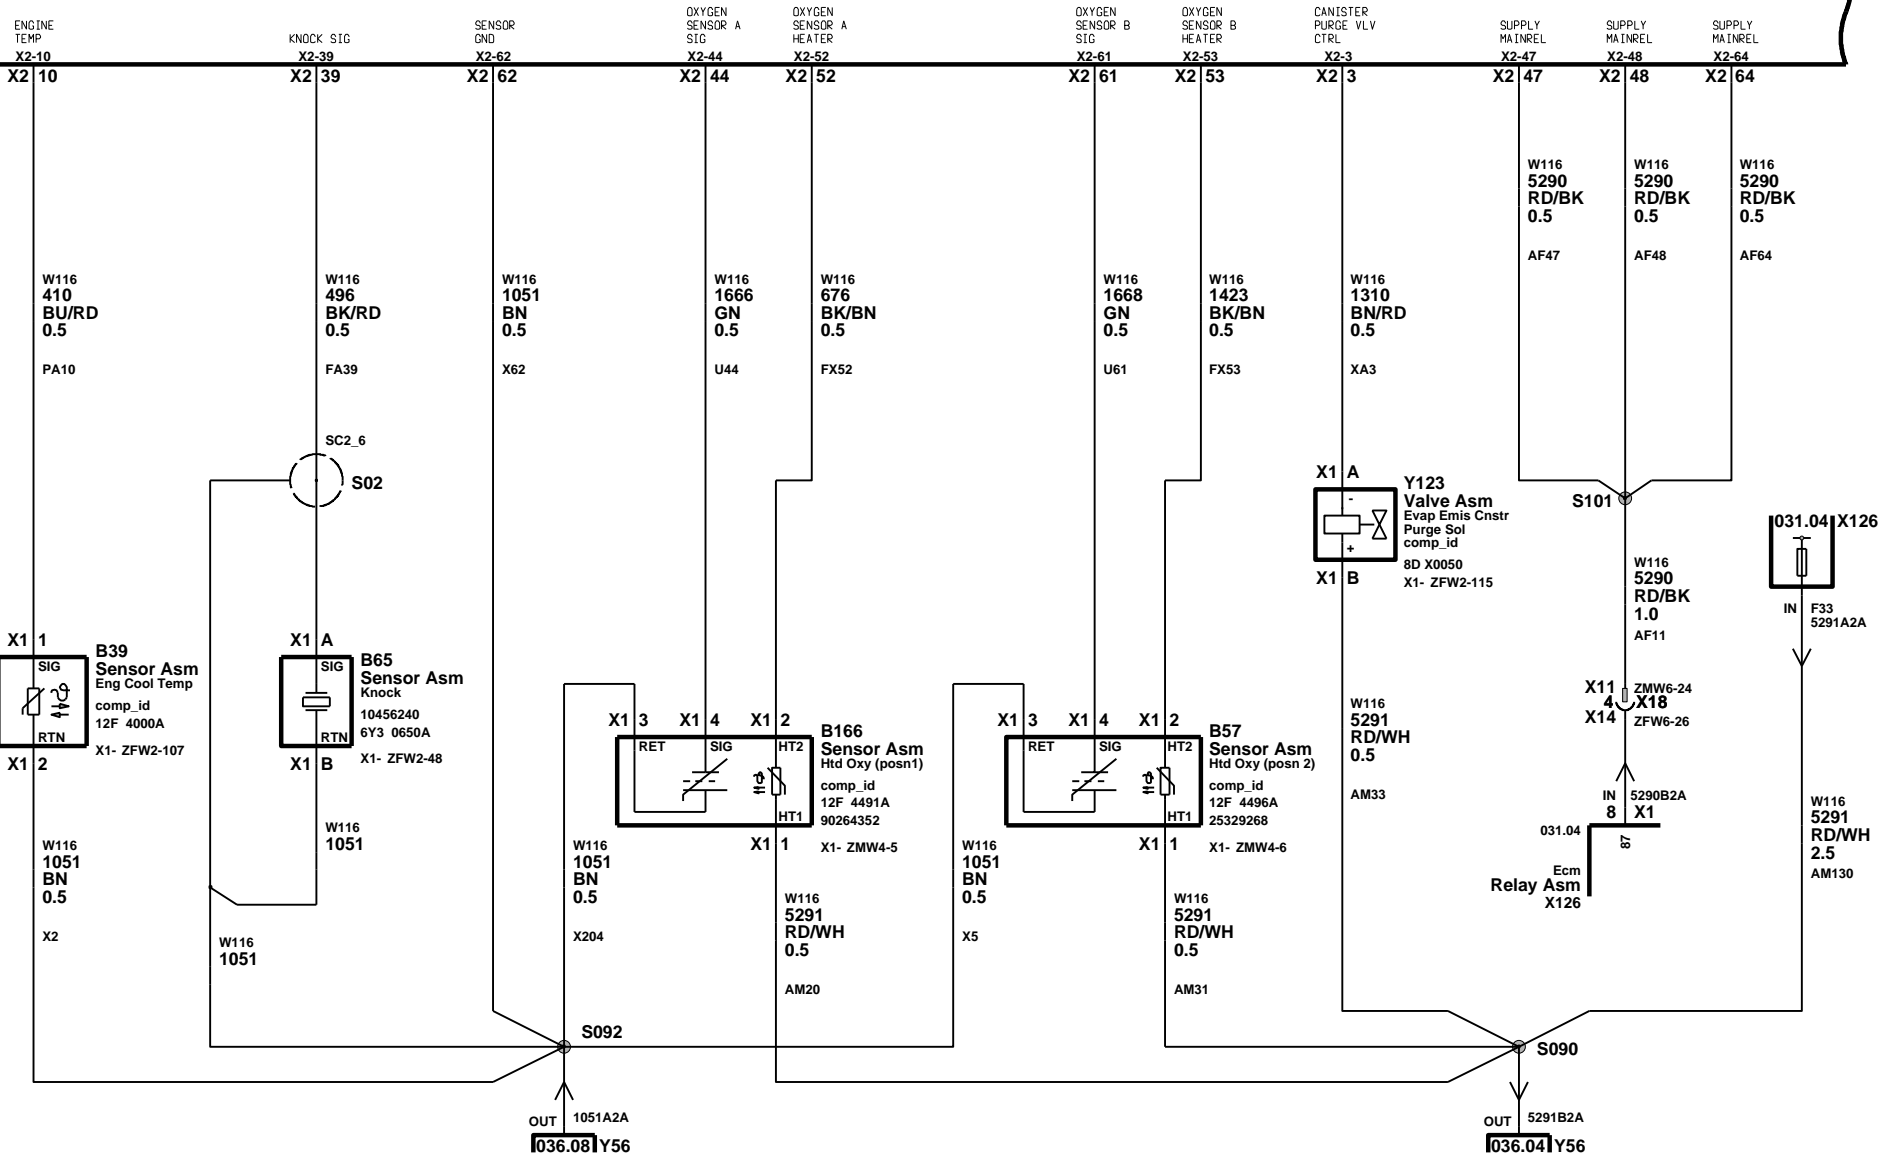 ENGINE
TEMP
X2-10
KNOCK SIG
X2-39
SENSOR
GND
X2-62
OXYGEN
SENSOR A
SIG
X2-44
OXYGEN
SENSOR A
HEATER
X2-52
OXYGEN
SENSOR B
SIG
X2-61
OXYGEN
SENSOR B
HEATER
X2-53
CANISTER
PURGE VLV
CTRL
X2-3
SUPPLY
MAINREL
X2-47
SUPPLY
MAINREL
X2-48
SUPPLY
MAINREL
X2-64
X2 10
X2 39
X2 62
X2 44
X2 52
X2 61
X2 53
X2 3
X2 47
X2 48
X2 64
W116
5290
RD/BK
0.5
AF47
W116
5290
RD/BK
0.5
AF48
W116
5290
RD/BK
0.5
AF64
W116
410
BU/RD
0.5
PA10
W116
496
BK/RD
0.5
FA39
W116
1051
BN
0.5
X62
W116
1666
GN
0.5
U44
W116
676
BK/BN
0.5
FX52
W116
1668
GN
0.5
U61
W116
1423
BK/BN
0.5
FX53
W116
1310
BN/RD
0.5
XA3
SC2_6
S02
X1 A
-
+
X1 B
Y123
Valve Asm
Evap Emis Cnstr
Purge Sol
comp_id
8D X0050
X1- ZFW2-115
S101
031.04 X126
IN F33
5291A2A
W116
5290
RD/BK
1.0
AF11
X11 ZMW6-24
4 X18
X14 ZFW6-26
IN 5290B2A
8 X1
031.04
87
Ecm
Relay Asm
X126
W116
5291
RD/WH
2.5
AM130
X1 1
SIG
RTN
X1 2
B39
Sensor Asm
Eng Cool Temp
comp_id
12F 4000A
X1- ZFW2-107
X1 A
SIG
RTN
X1 B
B65
Sensor Asm
Knock
10456240
6Y3 0650A
X1- ZFW2-48
X1 3
X1 4
X1 2
RET
SIG
HT2
HT1
X1 1
B166
Sensor Asm
Htd Oxy (posn1)
comp_id
12F 4491A
90264352
X1- ZMW4-5
X1 3
X1 4
X1 2
RET
SIG
HT2
HT1
X1 1
B57
Sensor Asm
Htd Oxy (posn 2)
comp_id
12F 4496A
25329268
X1- ZMW4-6
W116
5291
RD/WH
0.5
AM33
W116
1051
BN
0.5
X2
W116
1051
W116
1051
W116
1051
BN
0.5
X204
W116
5291
RD/WH
0.5
AM20
W116
1051
BN
0.5
X5
W116
5291
RD/WH
0.5
AM31
S092
S090
OUT 1051A2A
036.08 Y56
OUT 5291B2A
036.04 Y56